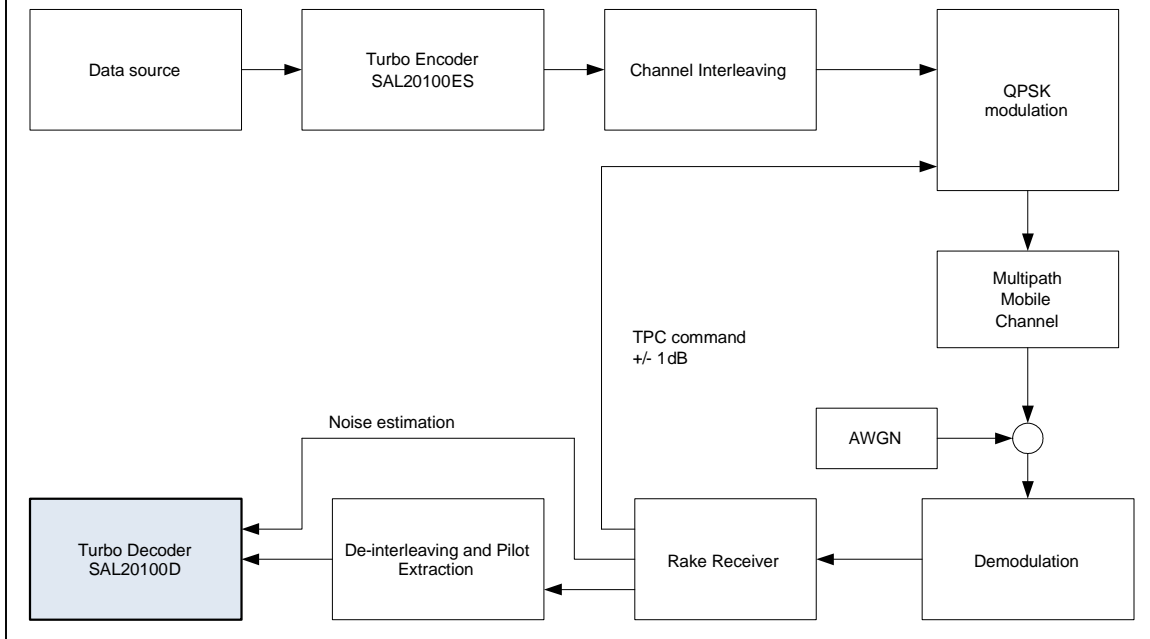 Data source
Turbo Encoder
SAL20100ES
Channel Interleaving
QPSK
modulation
Multipath
Mobile
Channel
TPC command
+/- 1dB
Noise estimation
AWGN
Turbo Decoder
SAL20100D
De-interleaving and Pilot
Extraction
Rake Receiver
Demodulation